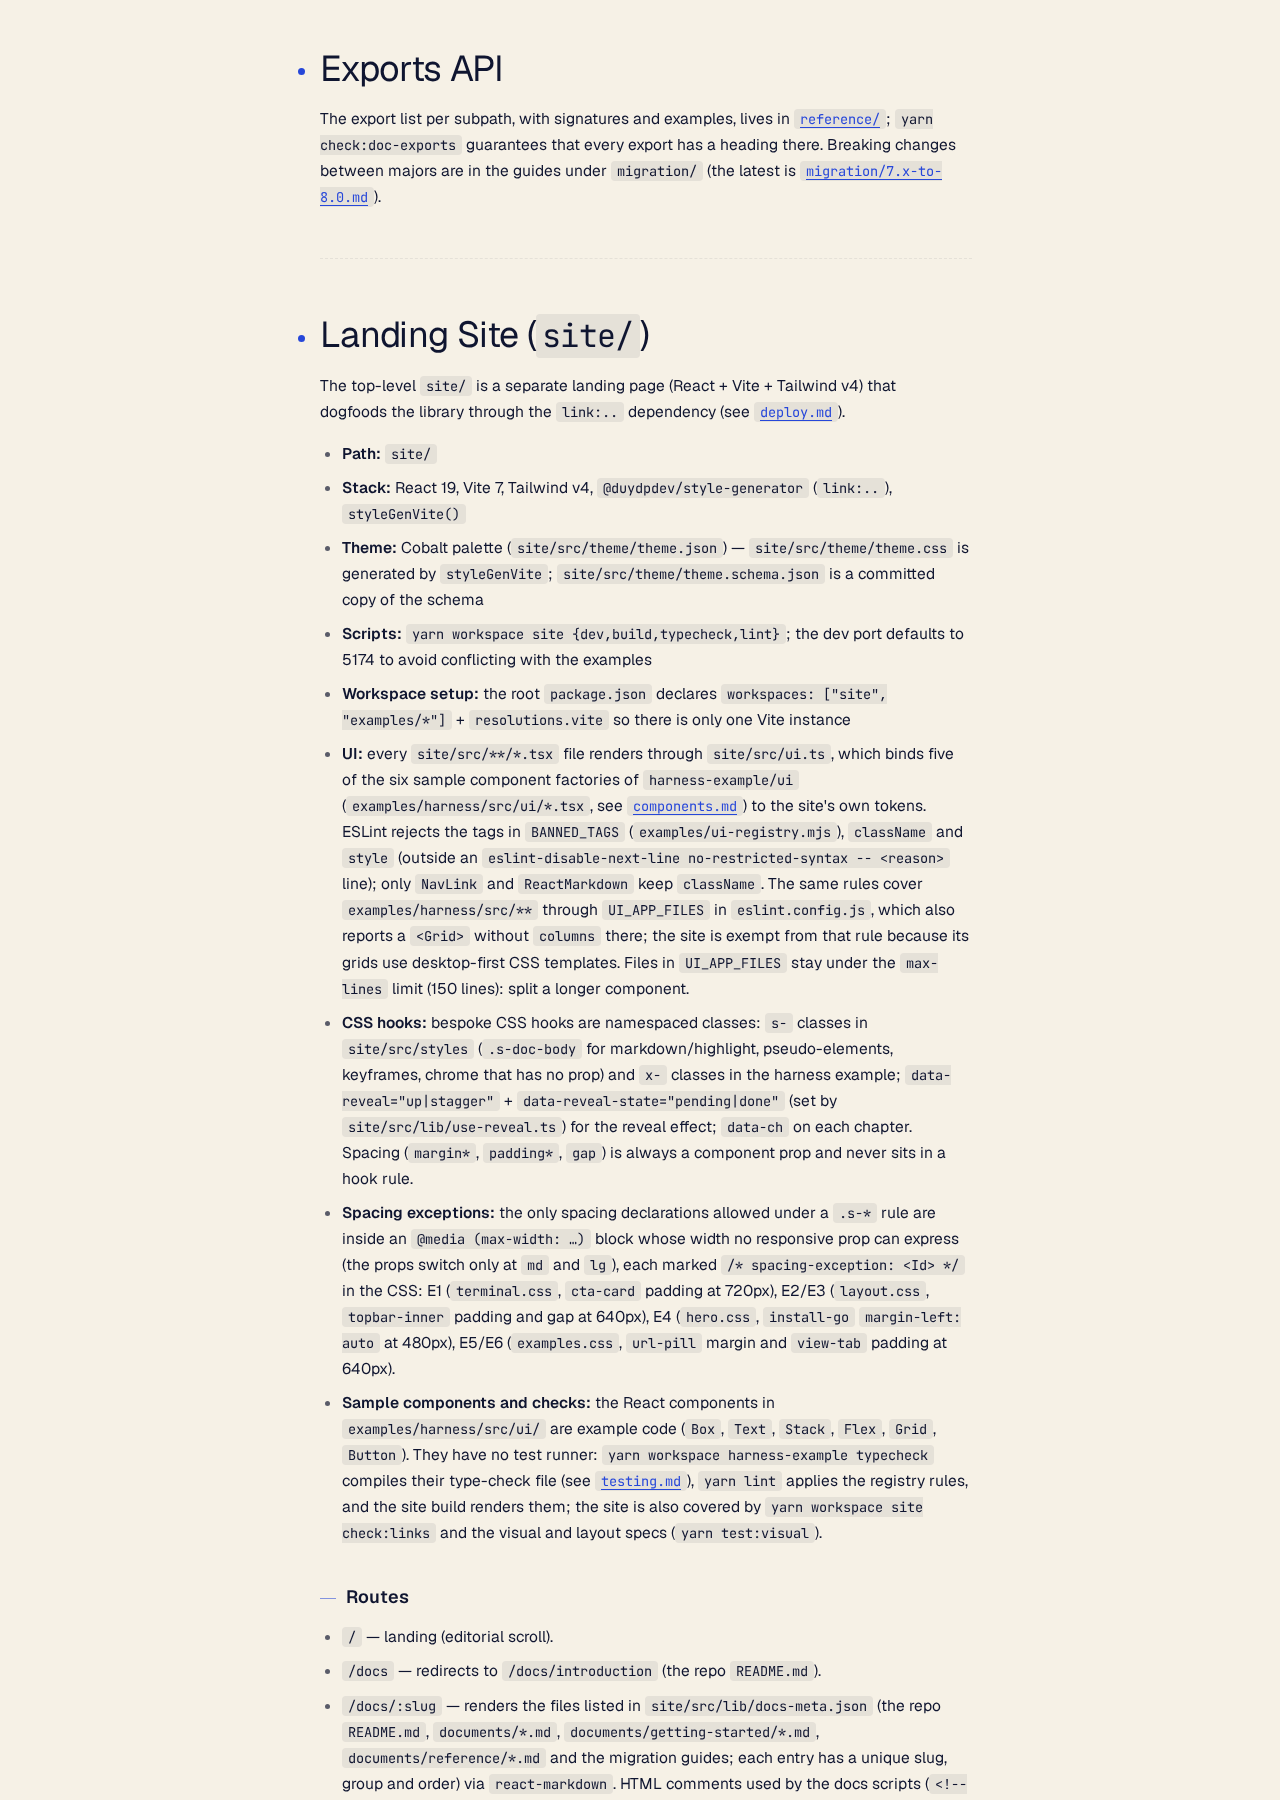 Exports API
The export list per subpath, with signatures and examples, lives in reference/; yarn
check:doc-exports guarantees that every export has a heading there. Breaking changes
between majors are in the guides under migration/ (the latest is migration/7.x-to-
8.0.md).
Landing Site (site/)
The top-level site/ is a separate landing page (React + Vite + Tailwind v4) that
dogfoods the library through the link:.. dependency (see deploy.md).
Path: site/
Stack: React 19, Vite 7, Tailwind v4, @duydpdev/style-generator (link:..),
styleGenVite()
Theme: Cobalt palette (site/src/theme/theme.json) — site/src/theme/theme.css is
generated by styleGenVite; site/src/theme/theme.schema.json is a committed
copy of the schema
Scripts: yarn workspace site {dev,build,typecheck,lint}; the dev port defaults to
5174 to avoid conflicting with the examples
Workspace setup: the root package.json declares workspaces: ["site",
"examples/*"] + resolutions.vite so there is only one Vite instance
UI: every site/src/**/*.tsx file renders through site/src/ui.ts, which binds five
of the six sample component factories of harness-example/ui
(examples/harness/src/ui/*.tsx, see components.md) to the site's own tokens.
ESLint rejects the tags in BANNED_TAGS (examples/ui-registry.mjs), className and
style (outside an eslint-disable-next-line no-restricted-syntax -- <reason>
line); only NavLink and ReactMarkdown keep className. The same rules cover
examples/harness/src/** through UI_APP_FILES in eslint.config.js, which also
reports a <Grid> without columns there; the site is exempt from that rule because its
grids use desktop-first CSS templates. Files in UI_APP_FILES stay under the max-
lines limit (150 lines): split a longer component.
CSS hooks: bespoke CSS hooks are namespaced classes: s- classes in
site/src/styles (.s-doc-body for markdown/highlight, pseudo-elements,
keyframes, chrome that has no prop) and x- classes in the harness example; data-
reveal="up|stagger" + data-reveal-state="pending|done" (set by
site/src/lib/use-reveal.ts) for the reveal effect; data-ch on each chapter.
Spacing (margin*, padding*, gap) is always a component prop and never sits in a
hook rule.
Spacing exceptions: the only spacing declarations allowed under a .s-* rule are
inside an @media (max-width: …) block whose width no responsive prop can express
(the props switch only at md and lg), each marked /* spacing-exception: <Id> */
in the CSS: E1 (terminal.css, cta-card padding at 720px), E2/E3 (layout.css,
topbar-inner padding and gap at 640px), E4 (hero.css, install-go margin-left:
auto at 480px), E5/E6 (examples.css, url-pill margin and view-tab padding at
640px).
Sample components and checks: the React components in
examples/harness/src/ui/ are example code (Box, Text, Stack, Flex, Grid,
Button). They have no test runner: yarn workspace harness-example typecheck
compiles their type-check file (see testing.md), yarn lint applies the registry rules,
and the site build renders them; the site is also covered by yarn workspace site
check:links and the visual and layout specs (yarn test:visual).
Routes
/ — landing (editorial scroll).
/docs — redirects to /docs/introduction (the repo README.md).
/docs/:slug — renders the files listed in site/src/lib/docs-meta.json (the repo
README.md, documents/*.md, documents/getting-started/*.md,
documents/reference/*.md and the migration guides; each entry has a unique slug,
group and order) via react-markdown. HTML comments used by the docs scripts (<!--